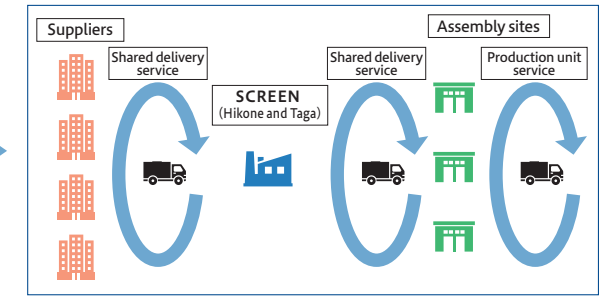 Suppliers
Assembly sites
Shared delivery
service
Shared delivery
service
Production unit
service
SCREEN
(Hikone and Taga)